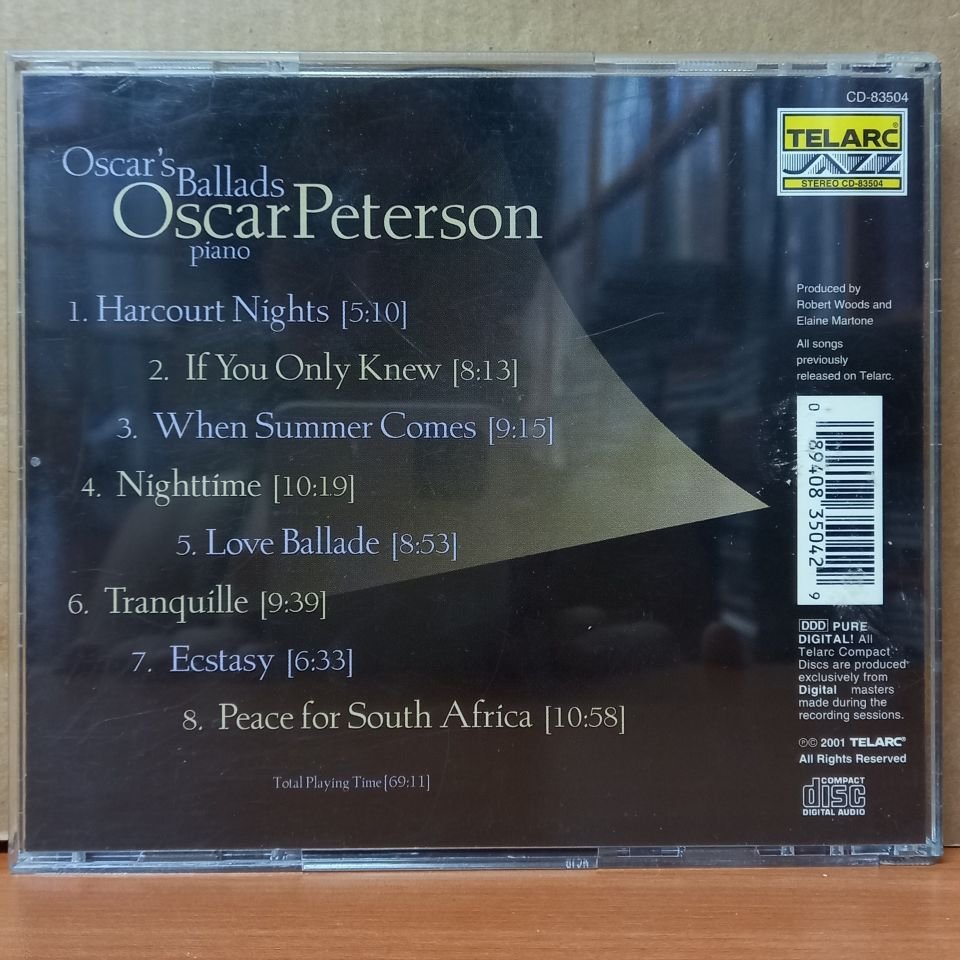 CD-83504
TELARC®
JAZZ
STEREO CD-83504
Oscar's
Ballads
Oscar Peterson
piano
1. Harcourt Nights [5:10]
2. If You Only Knew [8:13]
3. When Summer Comes [9:15]
4. Nighttime [10:19]
5. Love Ballade [8:53]
6. Tranquille [9:39]
7. Ecstasy [6:33]
8. Peace for South Africa [10:58]
Total Playing Time [69:11]
Produced by
Robert Woods and
Elaine Martone
All songs
previously
released on Telarc.
0 89408 35042 9
DDD PURE
DIGITAL! All
Telarc Compact
Discs are produced
exclusively from
Digital masters
made during the
recording sessions.
℗© 2001 TELARC®
All Rights Reserved
COMPACT
disc
DIGITAL AUDIO